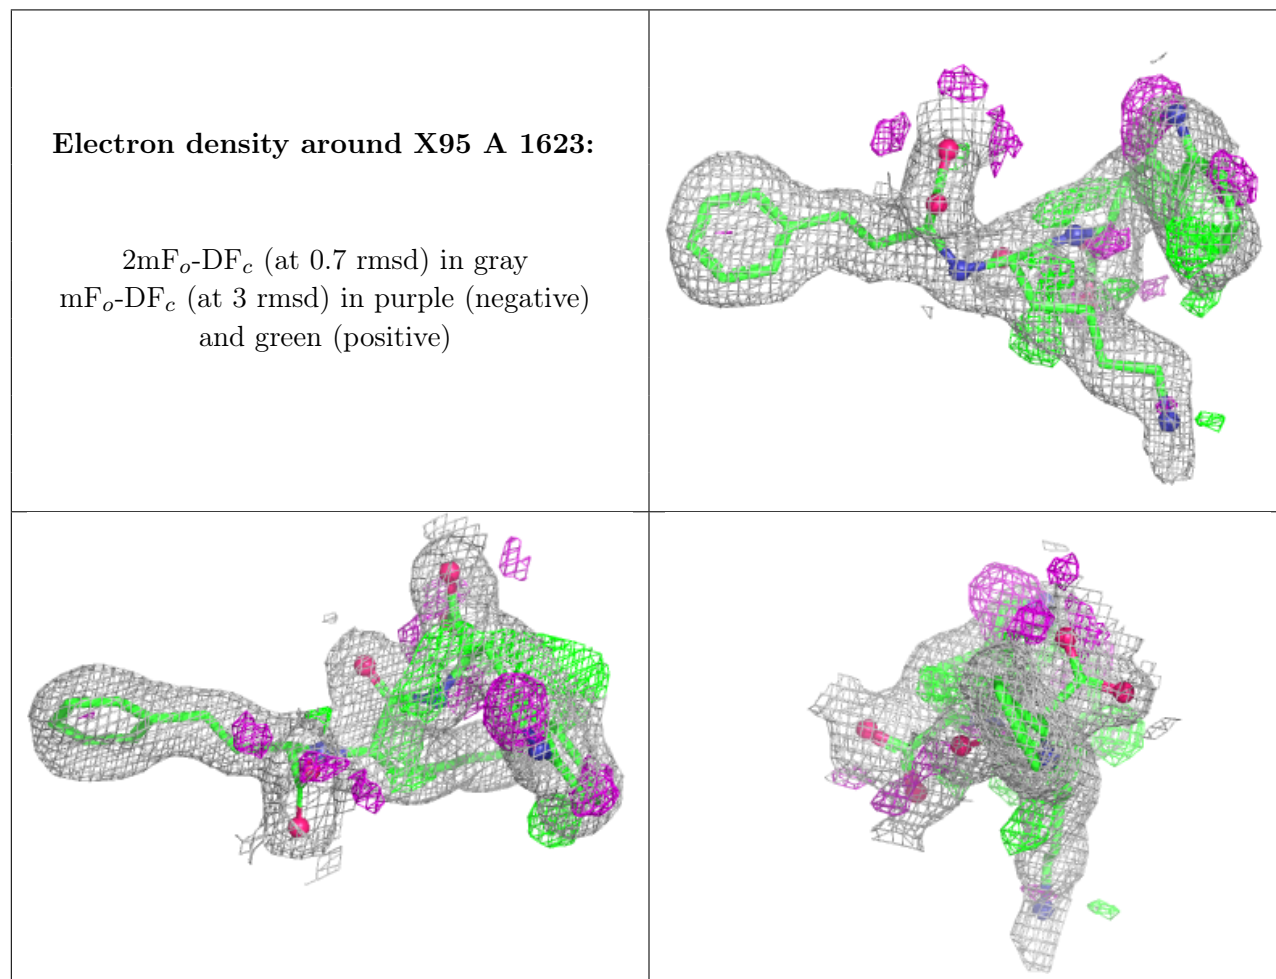 Electron density around X95 A 1623:
2mFo-DFc (at 0.7 rmsd) in gray
mFo-DFc (at 3 rmsd) in purple (negative)
and green (positive)